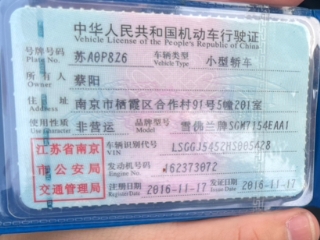 中华人民共和国机动车行驶证
Vehicle License of the People's Republic of China
号牌号码 苏A0P8Z6 车辆类型 小型轿车
Plate No. Vehicle Type
所有人 蔡阳
Owner
住址 南京市栖霞区合作村91号5幢201室
Address
使用性质 非营运 品牌型号 雪佛兰牌SGM7154EAA1
Use Character Model
江苏省南京
市公安局
交通管理局
车辆识别代号
VIN
发动机号码 162373072
Engine No.
注册日期 2016-11-17 发证日期 2016-11-17
Register Date Issue Date